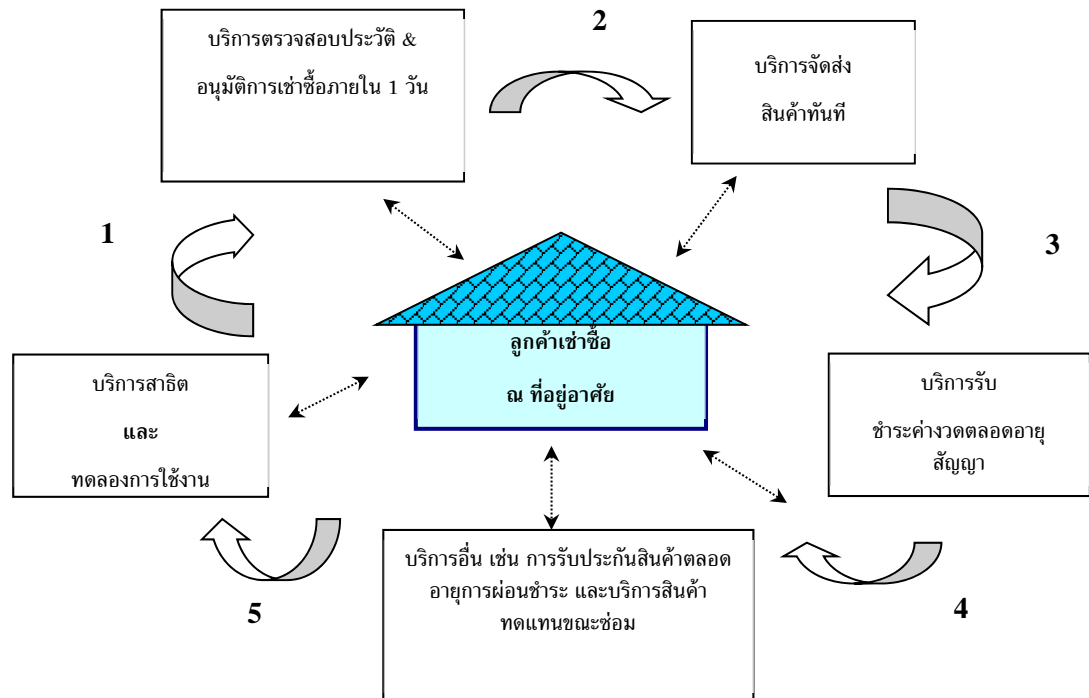 บริการตรวจสอบประวัติ &
อนุมัติการเช่าซื้อภายใน 1 วัน
2
บริการจัดส่ง
สินค้าทันที
1
3
ลูกค้าเช่าซื้อ
ณ ที่อยู่อาศัย
บริการสาธิต
และ
ทดลองการใช้งาน
บริการรับ
ชำระค่างวดตลอดอายุ
สัญญา
บริการอื่น เช่น การรับประกันสินค้าตลอด
อายุการผ่อนชำระ และบริการสินค้า
ทดแทนขณะซ่อม
5
4